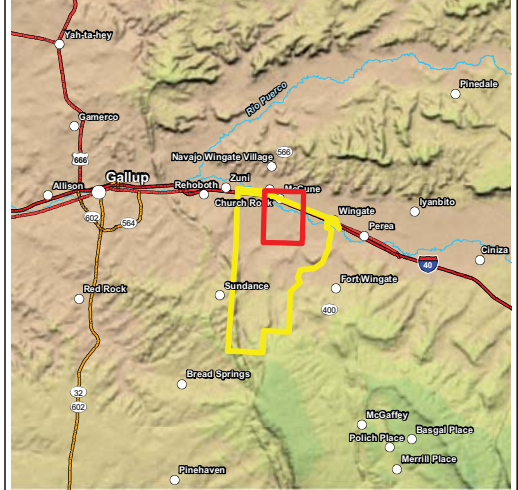 Yah-ta-hey
Pinedale
Rio Puerco
Gamerco
666
566
Navajo Wingate Village
Gallup
Zuni
Allison
Rehoboth
McCune
Church Rock
Iyanbito
602
564
Wingate
Perea
Ciniza
40
Red Rock
Sundance
Fort Wingate
400
Bread Springs
32
602
McGaffey
Basgal Place
Polich Place
Merrill Place
Pinehaven